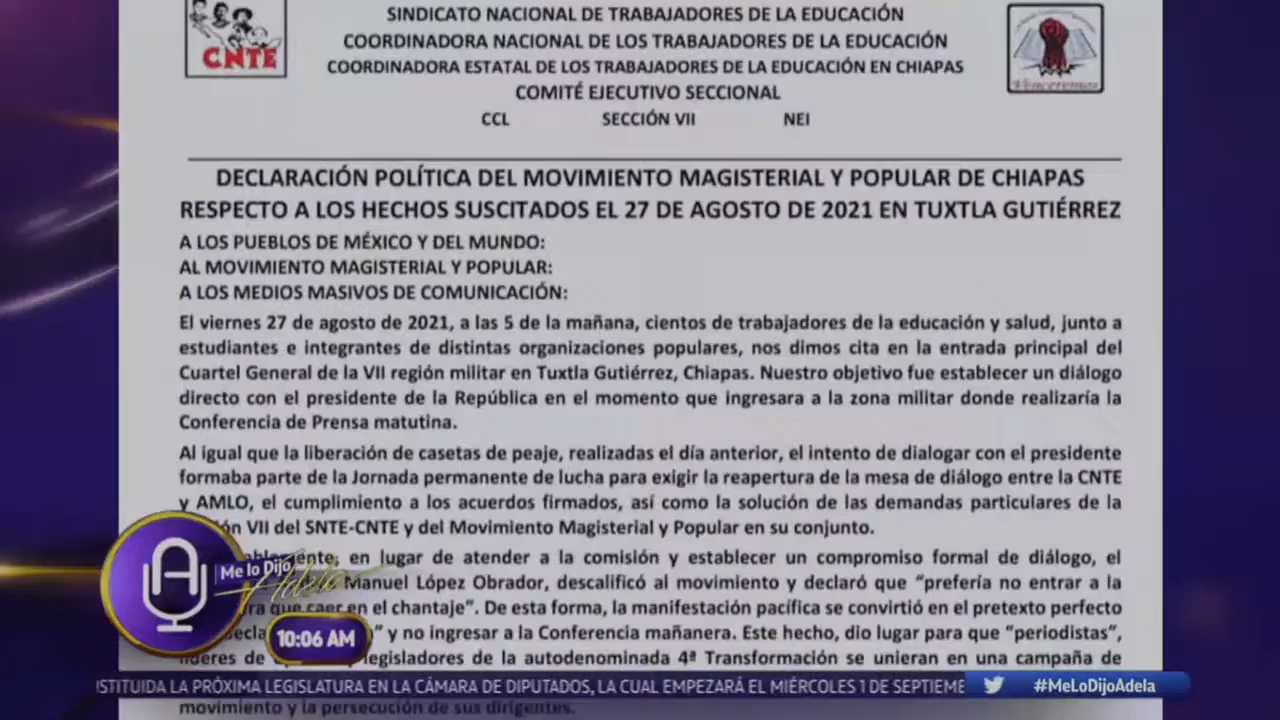 SINDICATO NACIONAL DE TRABAJADORES DE LA EDUCACIÓN
COORDINADORA NACIONAL DE LOS TRABAJADORES DE LA EDUCACIÓN
COORDINADORA ESTATAL DE LOS TRABAJADORES DE LA EDUCACIÓN EN CHIAPAS
COMITÉ EJECUTIVO SECCIONAL
CCL SECCIÓN VII NEI
CNTE
Venceremos
DECLARACIÓN POLÍTICA DEL MOVIMIENTO MAGISTERIAL Y POPULAR DE CHIAPAS
RESPECTO A LOS HECHOS SUSCITADOS EL 27 DE AGOSTO DE 2021 EN TUXTLA GUTIÉRREZ
A LOS PUEBLOS DE MÉXICO Y DEL MUNDO:
AL MOVIMIENTO MAGISTERIAL Y POPULAR:
A LOS MEDIOS MASIVOS DE COMUNICACIÓN:
El viernes 27 de agosto de 2021, a las 5 de la mañana, cientos de trabajadores de la educación y salud, junto a
estudiantes e integrantes de distintas organizaciones populares, nos dimos cita en la entrada principal del
Cuartel General de la VII región militar en Tuxtla Gutiérrez, Chiapas. Nuestro objetivo fue establecer un diálogo
directo con el presidente de la República en el momento que ingresara a la zona militar donde realizaría la
Conferencia de Prensa matutina.
Al igual que la liberación de casetas de peaje, realizadas el día anterior, el intento de dialogar con el presidente
formaba parte de la Jornada permanente de lucha para exigir la reapertura de la mesa de diálogo entre la CNTE
y AMLO, el cumplimiento a los acuerdos firmados, así como la solución de las demandas particulares de la
ón VII del SNTE-CNTE y del Movimiento Magisterial y Popular en su conjunto.
en lugar de atender a la comisión y establecer un compromiso formal de diálogo, el
Manuel López Obrador, descalificó al movimiento y declaró que “prefería no entrar a la
que caer en el chantaje”. De esta forma, la manifestación pacífica se convirtió en el pretexto perfecto
” y no ingresar a la Conferencia mañanera. Este hecho, dio lugar para que “periodistas”,
líderes de legisladores de la autodenominada 4ª Transformación se unieran en una campaña de
movimiento y la persecución de sus dirigentes.
Me lo Dijo
Adela
10:06 AM
STITUIDA LA PRÓXIMA LEGISLATURA EN LA CÁMARA DE DIPUTADOS, LA CUAL EMPEZARÁ EL MIÉRCOLES 1 DE SEPTIEME
#MeLoDijoAdela